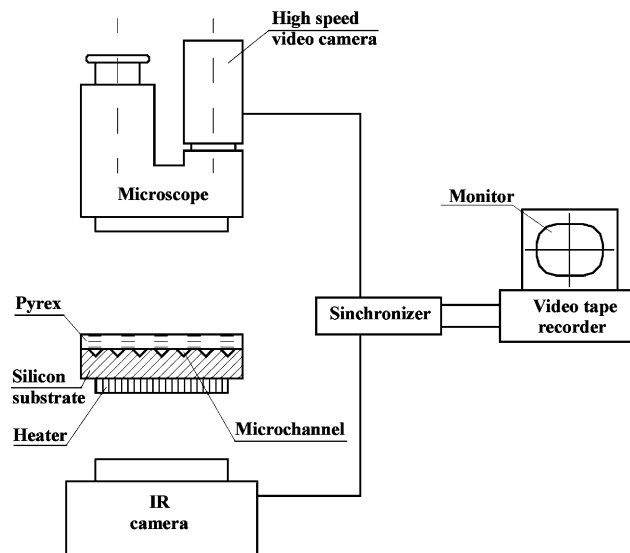 High speed
video camera
Microscope
Monitor
Pyrex
Sinchronizer
Video tape
recorder
Silicon
substrate
Heater
Microchannel
IR
camera